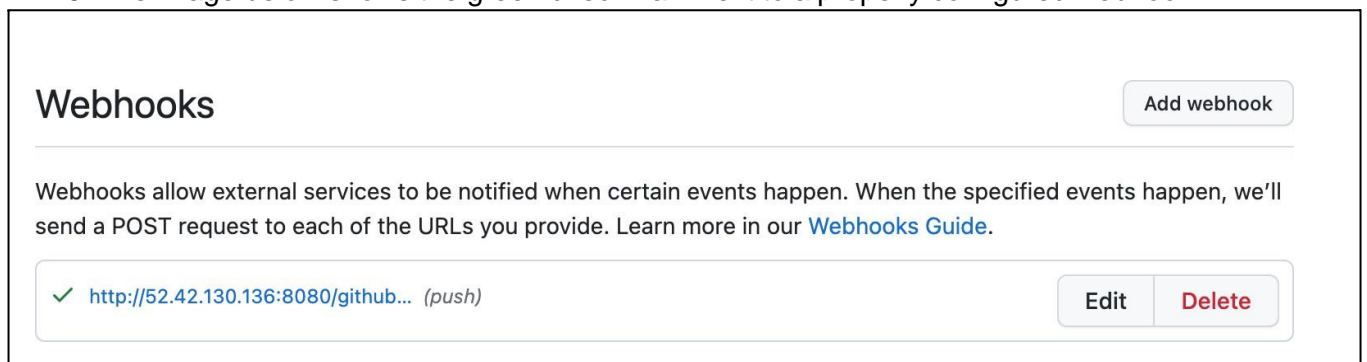 Webhooks
Add webhook
Webhooks allow external services to be notified when certain events happen. When the specified events happen, we’ll
send a POST request to each of the URLs you provide. Learn more in our Webhooks Guide.
http://52.42.130.136:8080/github... (push)
Edit
Delete